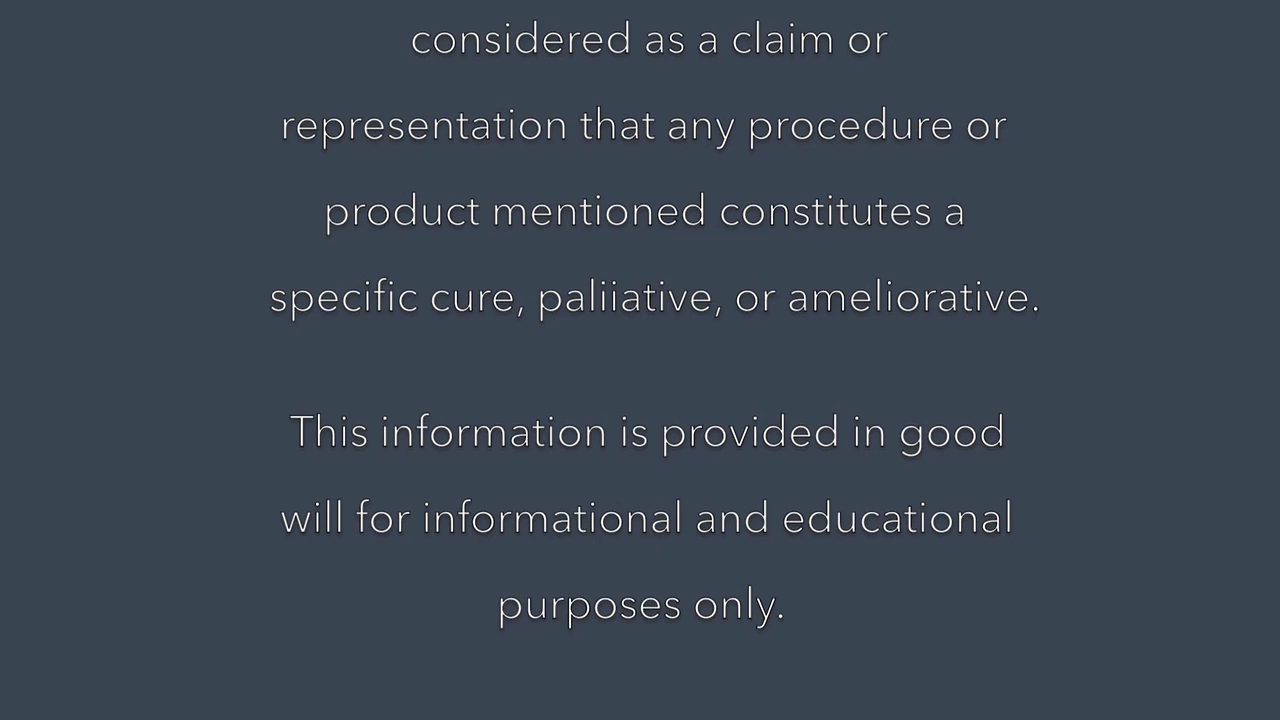 considered as a claim or
representation that any procedure or
product mentioned constitutes a
specific cure, paliiative, or ameliorative.
This information is provided in good
will for informational and educational
purposes only.